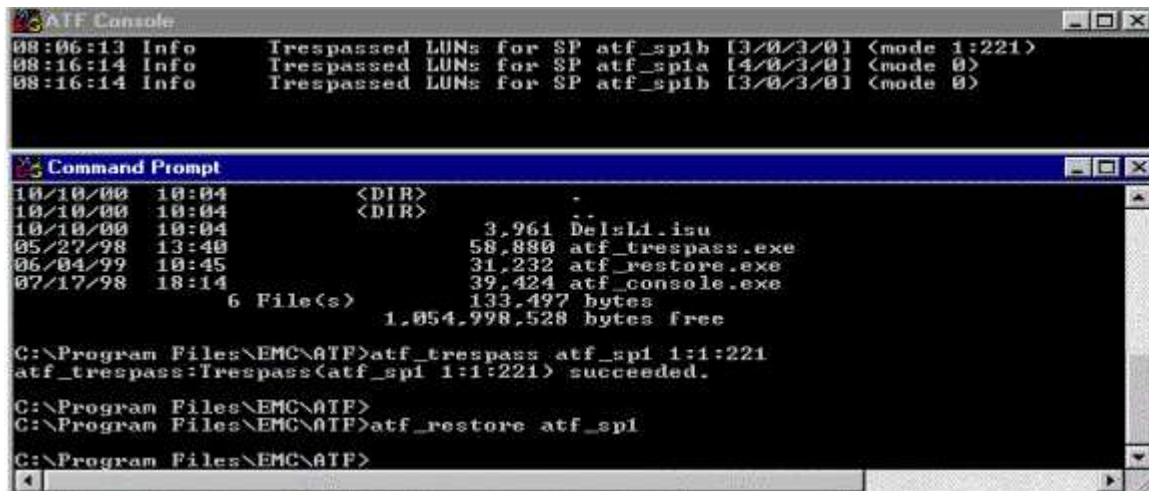 ATF Console
08:06:13 Info Trespassed LUNs for SP atf_sp1b [3/0/3/0] (mode 1:221)
08:16:14 Info Trespassed LUNs for SP atf_sp1a [4/0/3/0] (mode 0)
08:16:14 Info Trespassed LUNs for SP atf_sp1b [3/0/3/0] (mode 0)
Command Prompt
10/10/00 10:04 <DIR> .
10/10/00 10:04 <DIR> ..
10/10/00 10:04 3,961 DeIsL1.isu
05/27/98 13:40 58,880 atf_trespass.exe
06/04/99 10:45 31,232 atf_restore.exe
07/17/98 18:14 39,424 atf_console.exe
6 File(s) 133,497 bytes
1,054,998,528 bytes free
C:\Program Files\EMC\ATF>atf_trespass atf_sp1 1:1:221
atf_trespass:Trespass(atf_sp1 1:1:221) succeeded.
C:\Program Files\EMC\ATF>
C:\Program Files\EMC\ATF>atf_restore atf_sp1
C:\Program Files\EMC\ATF>